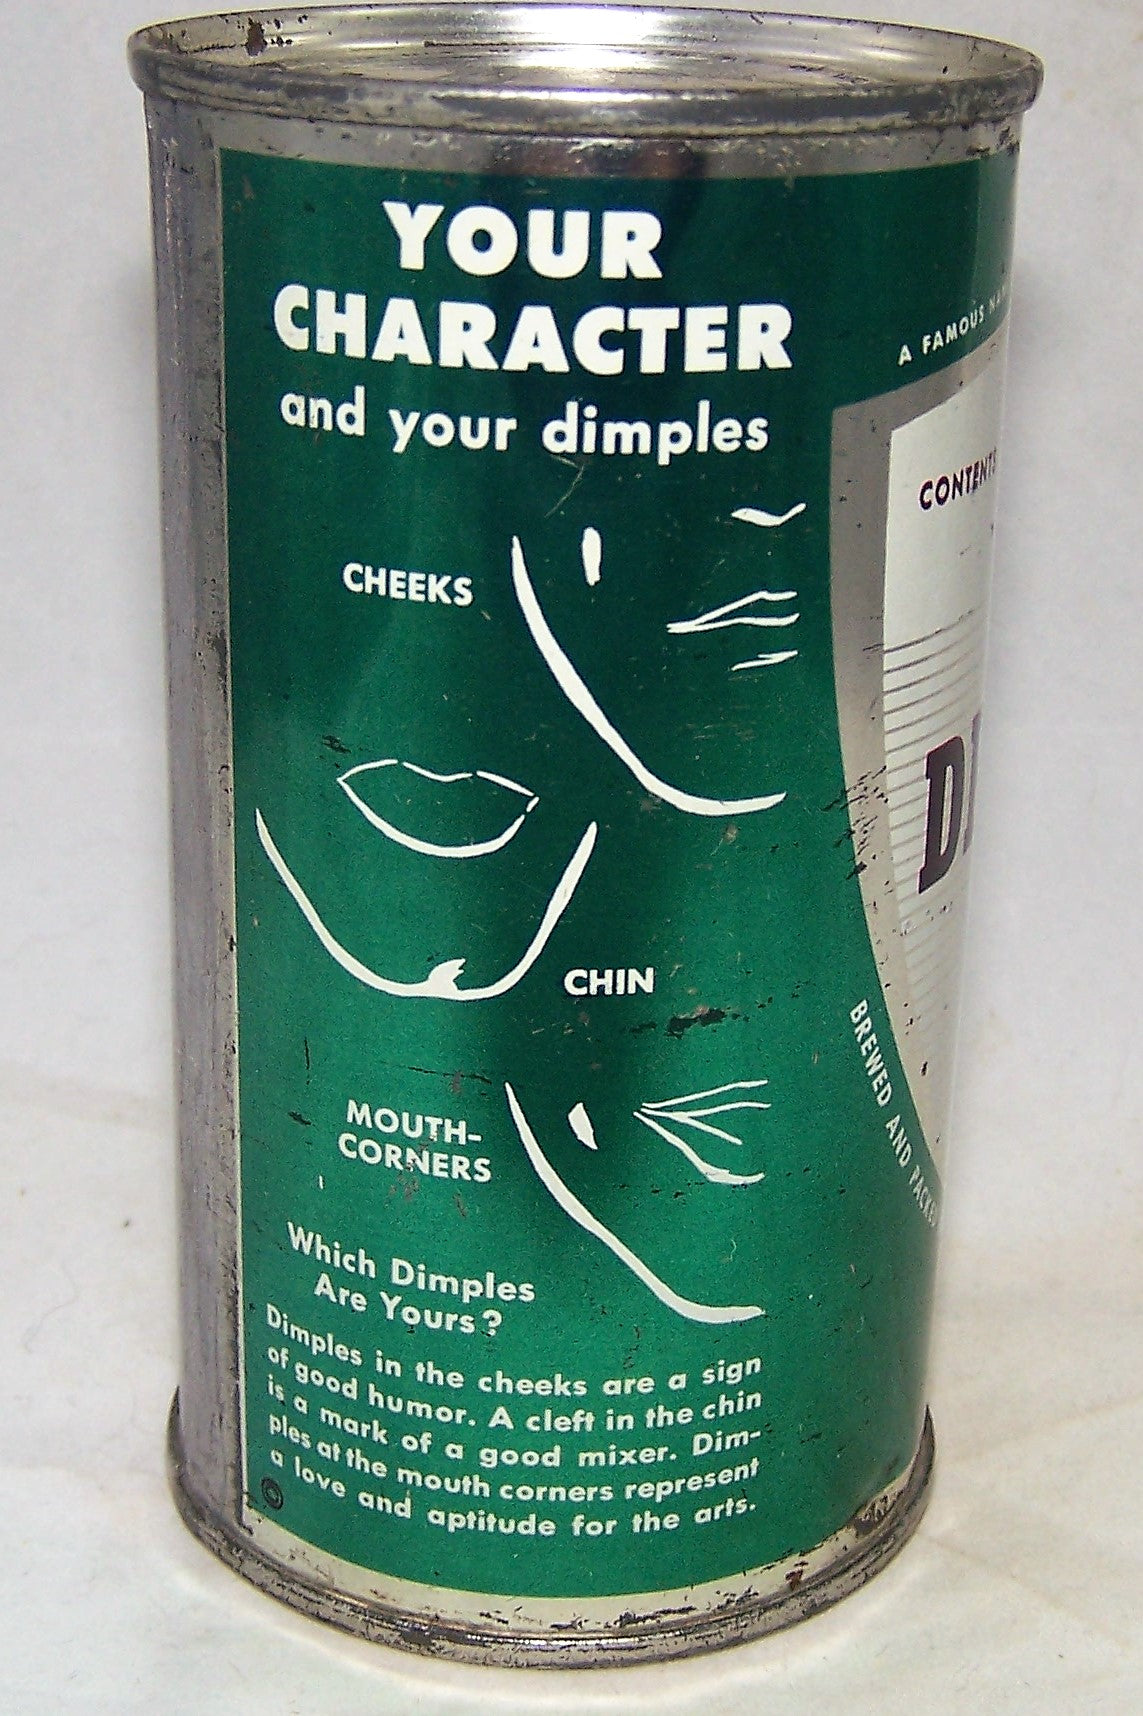 YOUR
CHARACTER
and your dimples
CHEEKS
CHIN
MOUTH-
CORNERS
Which Dimples
Are Yours?
Dimples in the cheeks are a sign
of good humor. A cleft in the chin
is a mark of a good mixer. Dim-
ples at the mouth corners represent
a love and aptitude for the arts.
A FAMOUS
CONTENTS
BREWED AND PACKED